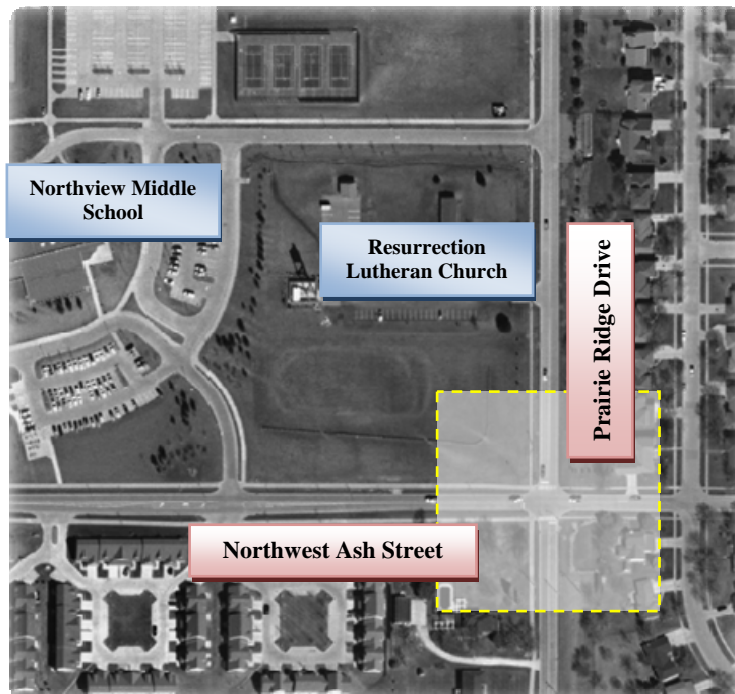 Northview Middle
School
Resurrection
Lutheran Church
Prairie Ridge Drive
Northwest Ash Street